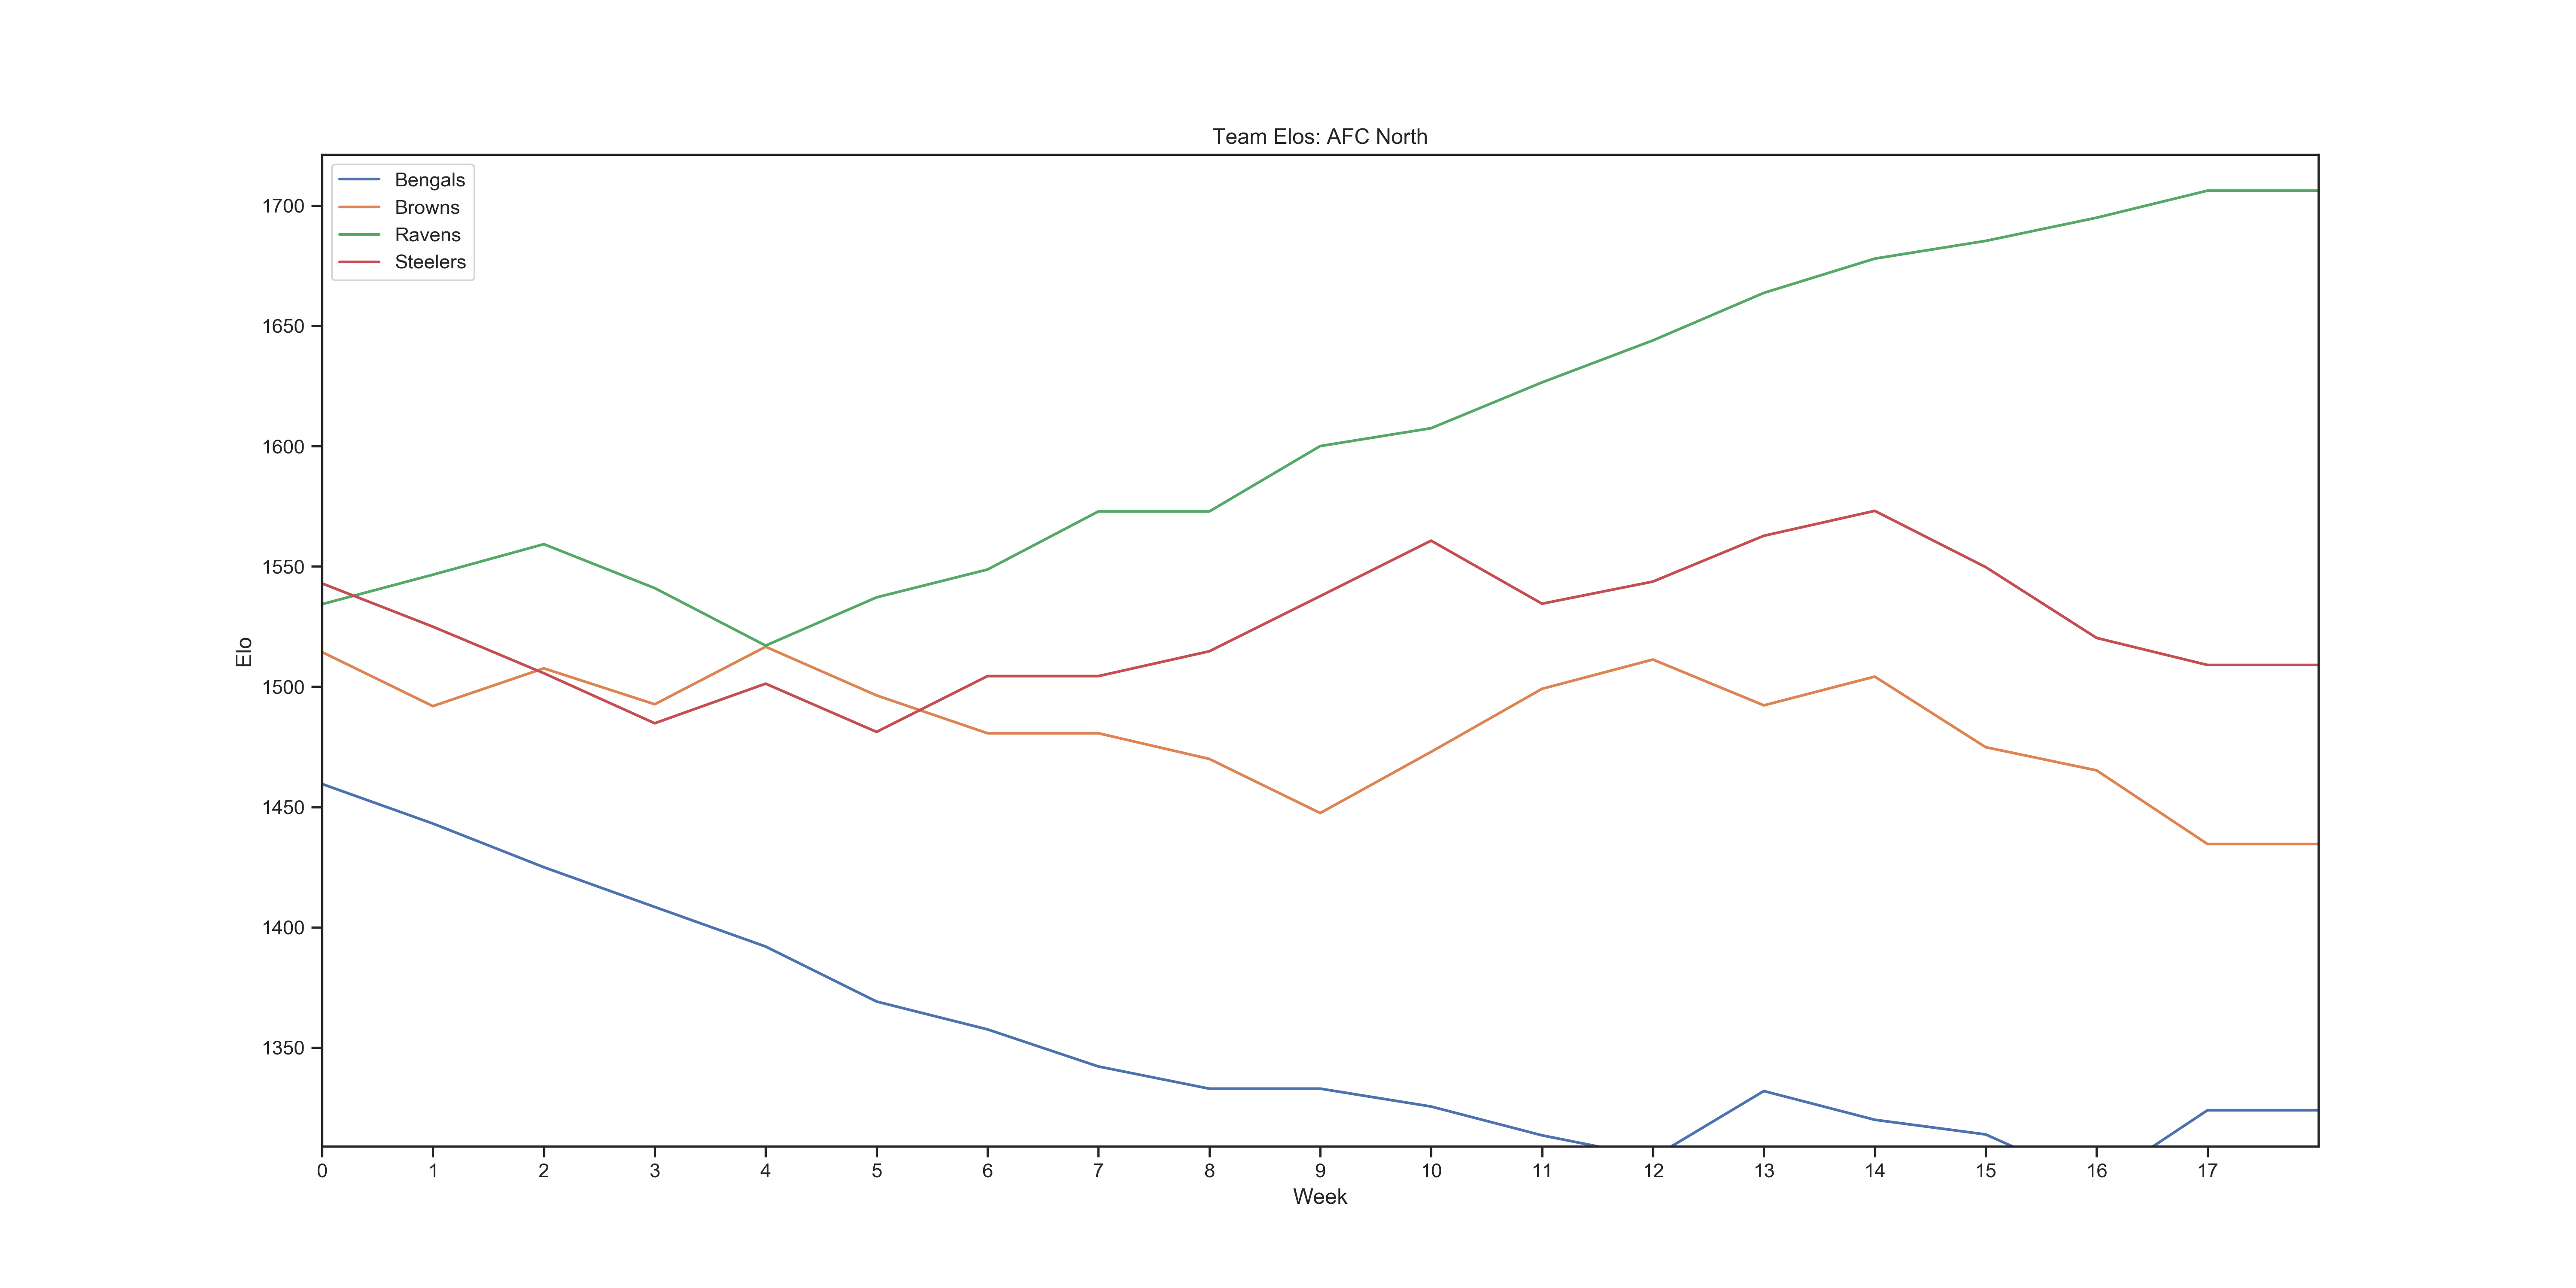 Team Elos: AFC North
Bengals
Browns
Ravens
Steelers
1700
1650
1600
1550
1500
1450
1400
1350
Elo
0 1 2 3 4 5 6 7 8 9 10 11 12 13 14 15 16 17
Week